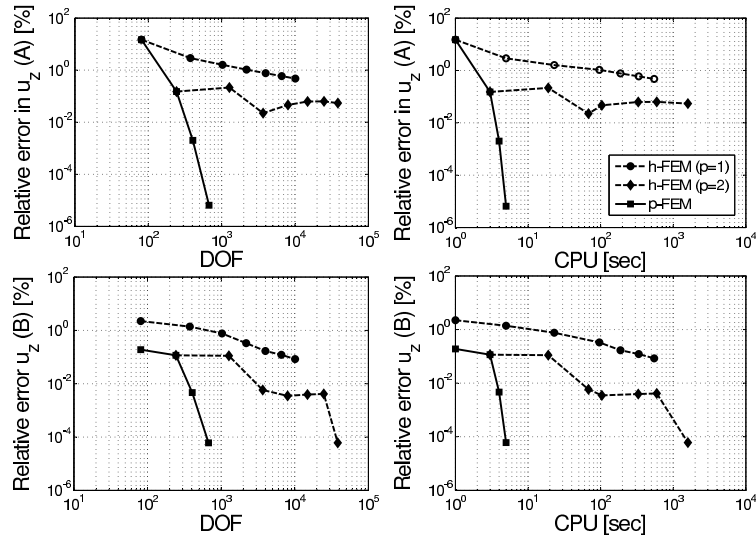 Relative error in u_z (A) [%]
10^2
10^0
10^-2
10^-4
10^-6
10^1 10^2 10^3 10^4 10^5
DOF
Relative error in u_z (A) [%]
10^2
10^0
10^-2
10^-4
10^-6
10^0 10^1 10^2 10^3 10^4
CPU [sec]
h-FEM (p=1)
h-FEM (p=2)
p-FEM
Relative error u_z (B) [%]
10^2
10^0
10^-2
10^-4
10^-6
10^1 10^2 10^3 10^4 10^5
DOF
Relative error u_z (B) [%]
10^2
10^0
10^-2
10^-4
10^-6
10^0 10^1 10^2 10^3 10^4
CPU [sec]